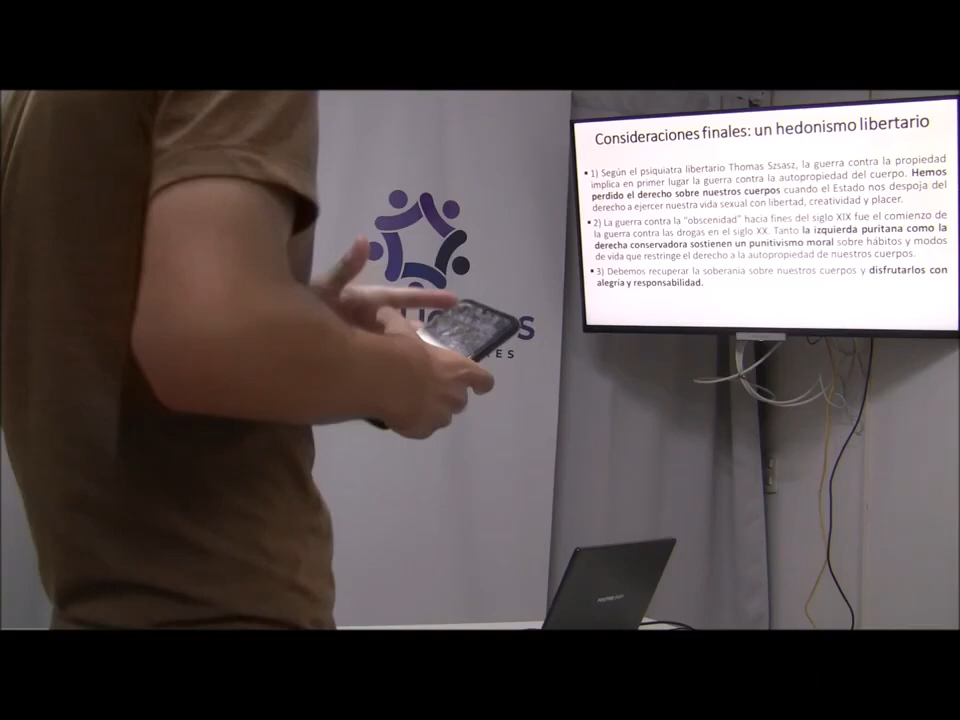 Consideraciones finales: un hedonismo libertario
▪ 1) Según el psiquiatra libertario Thomas Szsasz, la guerra contra la propiedad
implica en primer lugar la guerra contra la autopropiedad del cuerpo. Hemos
perdido el derecho sobre nuestros cuerpos cuando el Estado nos despoja del
derecho a ejercer nuestra vida sexual con libertad, creatividad y placer.
▪ 2) La guerra contra la "obscenidad" hacia fines del siglo XIX fue el comienzo de
la guerra contra las drogas en el siglo XX. Tanto la izquierda puritana como la
derecha conservadora sostienen un punitivismo moral sobre hábitos y modos
de vida que restringe el derecho a la autopropiedad de nuestros cuerpos.
▪ 3) Debemos recuperar la soberania sobre nuestros cuerpos y disfrutarlos con
alegría y responsabilidad.